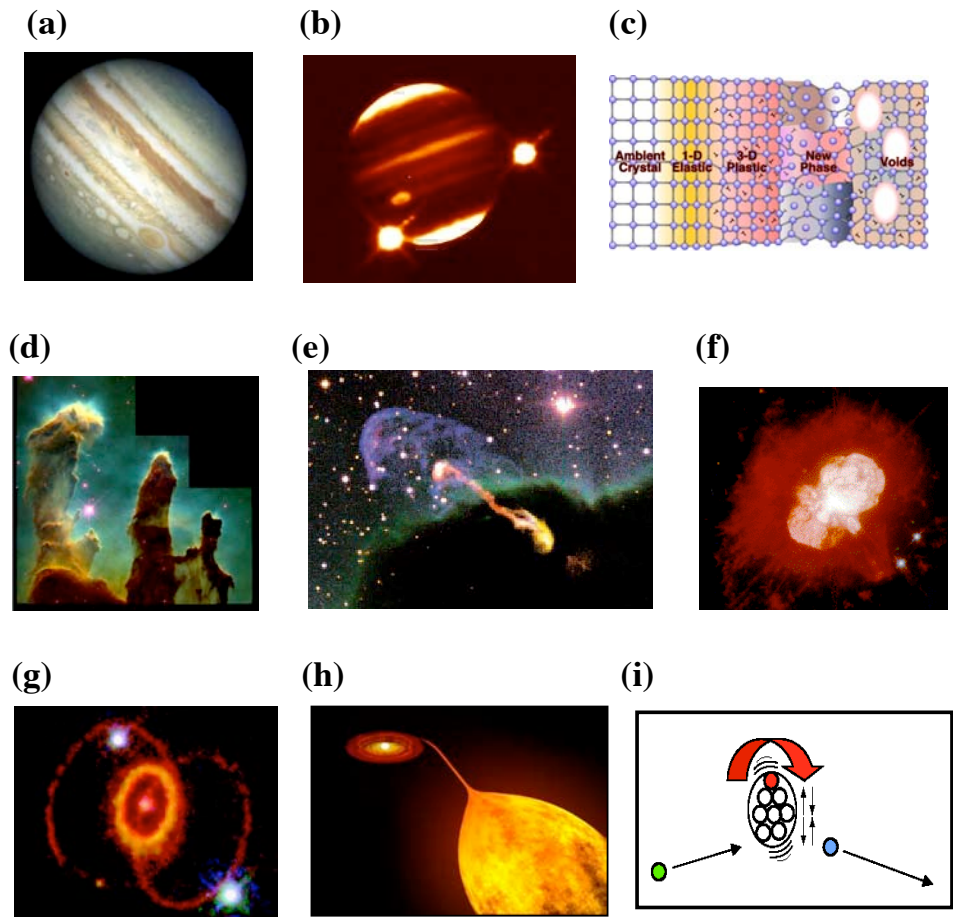 (a)
(b)
(c)
Ambient Crystal
1-D Elastic
3-D Plastic
New Phase
Voids
(d)
(e)
(f)
(g)
(h)
(i)